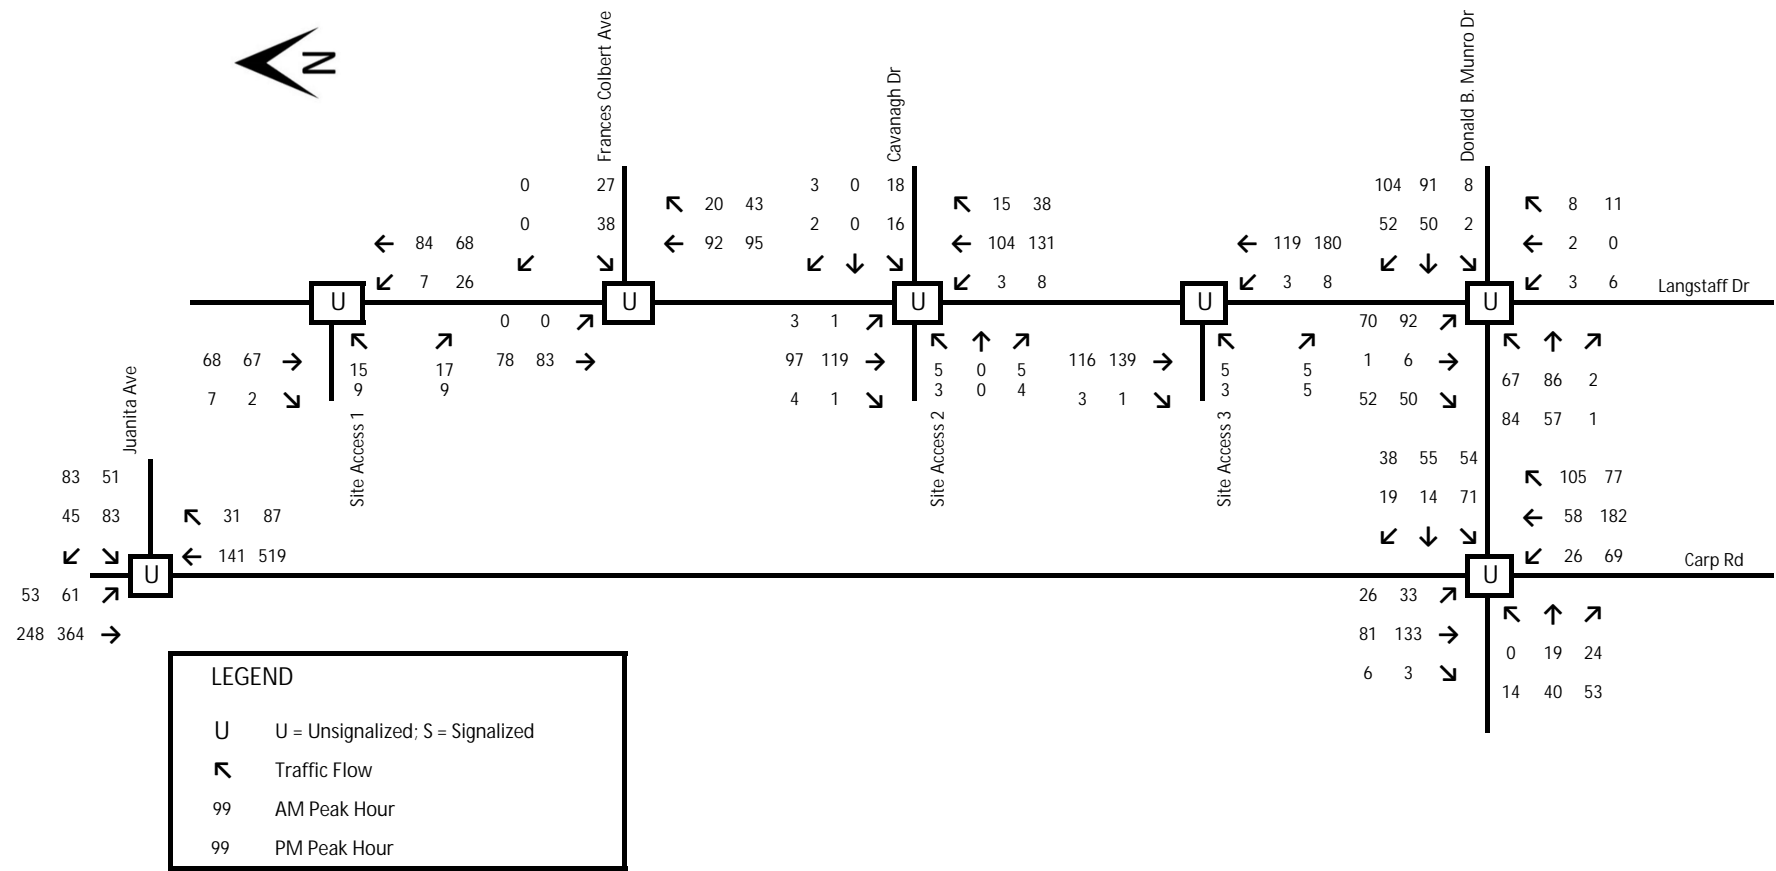 N
Frances Colbert Ave
Cavanagh Dr
Donald B. Munro Dr
0 27
0 38
20 43
92 95
3 0 18
2 0 16
15 38
104 131
3 8
104 91 8
52 50 2
8 11
2 0
3 6
84 68
7 26
119 180
3 8
Langstaff Dr
U
U
U
U
U
0 0
78 83
3 1
97 119
4 1
70 92
1 6
52 50
68 67
7 2
15
9
17
9
5 0 5
3 0 4
116 139
3 1
5
3
5
5
67 86 2
84 57 1
Juanita Ave
Site Access 1
Site Access 2
Site Access 3
83 51
45 83
31 87
141 519
38 55 54
19 14 71
105 77
58 182
26 69
Carp Rd
U
U
53 61
248 364
26 33
81 133
6 3
0 19 24
14 40 53
LEGEND
U U = Unsignalized; S = Signalized
Traffic Flow
99 AM Peak Hour
99 PM Peak Hour